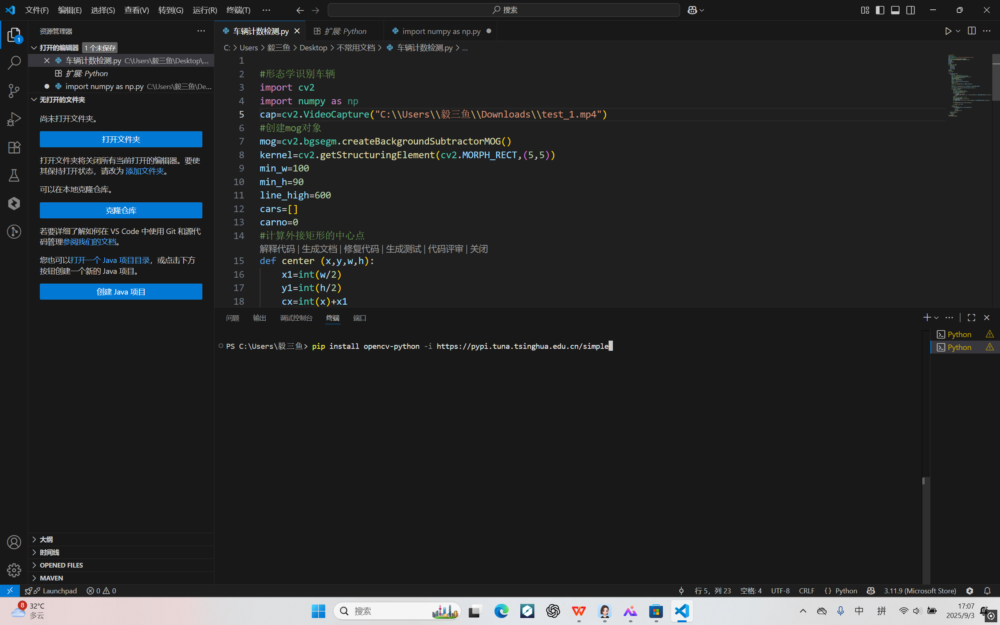 文件(F) 编辑(E) 选择(S) 查看(V) 转到(G) 运行(R) 终端(T) ··· 搜索
资源管理器
打开的编辑器 1 个未保存
车辆计数检测.py C:\Users\毅三鱼\Desktop\...
扩展: Python
import numpy as np.py C:\Users\毅三鱼\De...
无打开的文件夹
尚未打开文件夹。
打开文件夹
打开文件夹将关闭所有当前打开的编辑器。要使
其保持打开状态，请改为 添加文件夹。
可以在本地克隆仓库。
克隆仓库
若要详细了解如何在 VS Code 中使用 Git 和源代
码管理参阅我们的文档。
您也可以打开一个 Java 项目目录，或点击下方
按钮创建一个新的 Java 项目。
创建 Java 项目
大纲
时间线
OPENED FILES
MAVEN
车辆计数检测.py 扩展: Python import numpy as np.py
C: > Users > 毅三鱼 > Desktop > 不常用文档 > 车辆计数检测.py > ...
1
2 #形态学识别车辆
3 import cv2
4 import numpy as np
5 cap=cv2.VideoCapture("C:\\Users\\毅三鱼\\Downloads\\test_1.mp4")
6 #创建mog对象
7 mog=cv2.bgsegm.createBackgroundSubtractorMOG()
8 kernel=cv2.getStructuringElement(cv2.MORPH_RECT,(5,5))
9 min_w=100
10 min_h=90
11 line_high=600
12 cars=[]
13 carno=0
14 #计算外接矩形的中心点
解释代码 | 生成文档 | 修复代码 | 生成测试 | 代码评审 | 关闭
15 def center (x,y,w,h):
16 x1=int(w/2)
17 y1=int(h/2)
18 cx=int(x)+x1
问题 输出 调试控制台 终端 端口
PS C:\Users\毅三鱼> pip install opencv-python -i https://pypi.tuna.tsinghua.edu.cn/simple
Python
Python
Launchpad 0 0 行 5，列 23 空格: 4 UTF-8 CRLF {} Python 3.11.9 (Microsoft Store)
8 32°C
多云
搜索
中 拼
17:07
2025/9/3